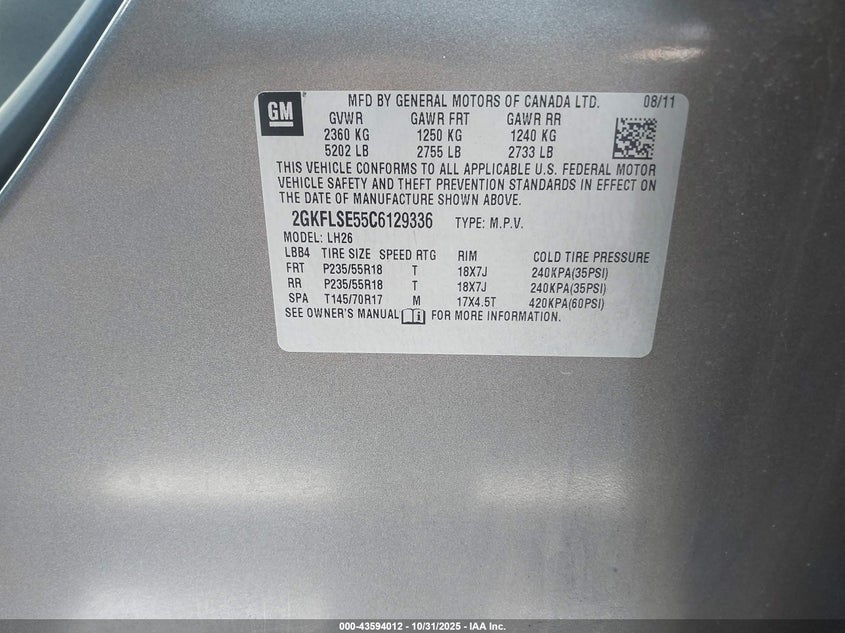 GM
MFD BY GENERAL MOTORS OF CANADA LTD. 08/11
GVWR GAWR FRT GAWR RR
2360 KG 1250 KG 1240 KG
5202 LB 2755 LB 2733 LB
THIS VEHICLE CONFORMS TO ALL APPLICABLE U.S. FEDERAL MOTOR
VEHICLE SAFETY AND THEFT PREVENTION STANDARDS IN EFFECT ON
THE DATE OF MANUFACTURE SHOWN ABOVE.
2GKFLSE55C6129336 TYPE: M.P.V.
MODEL: LH26
LBB4 TIRE SIZE SPEED RTG RIM COLD TIRE PRESSURE
FRT P235/55R18 T 18X7J 240KPA(35PSI)
RR P235/55R18 T 18X7J 240KPA(35PSI)
SPA T145/70R17 M 17X4.5T 420KPA(60PSI)
SEE OWNER'S MANUAL FOR MORE INFORMATION.
000-43594012 - 10/31/2025 - IAA Inc.